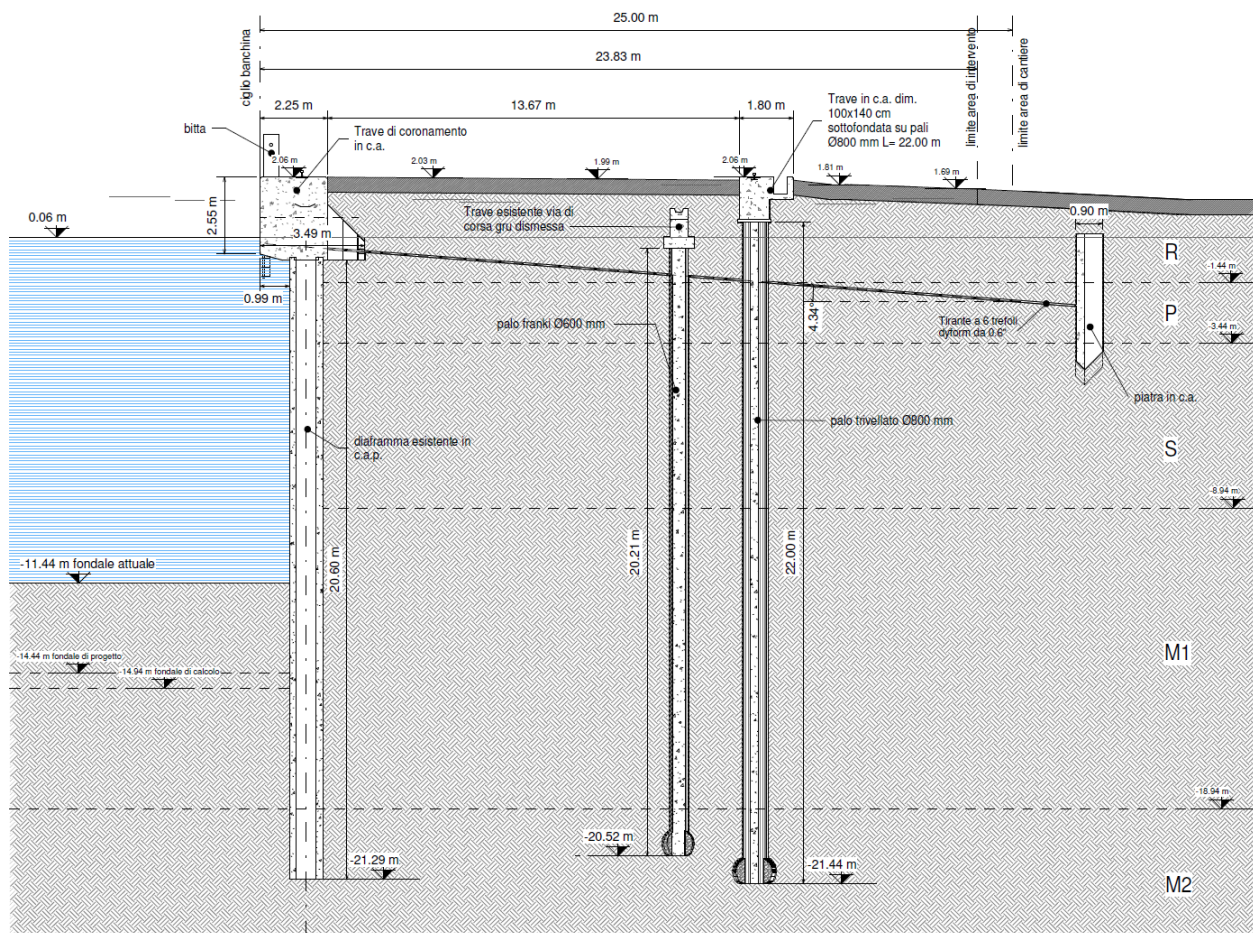 25.00 m
ciglio banchina
23.83 m
limite area di intervento
limite area di cantiere
2.25 m
13.67 m
1.80 m
Trave in c.a. dim.
100x140 cm
sottofondata su pali
Ø800 mm L= 22.00 m
bitta
Trave di coronamento
in c.a.
2.06 m
2.03 m
1.99 m
2.06 m
1.81 m
1.69 m
2.55 m
0.06 m
3.49 m
Trave esistente via di
corsa gru dismessa
0.90 m
R
-1.44 m
0.99 m
4.34°
P
Tirante a 6 trefoli
dyform da 0.6"
palo franki Ø600 mm
-3.44 m
piatra in c.a.
palo trivellato Ø800 mm
diaframma esistente in
c.a.p.
S
-8.94 m
20.60 m
20.21 m
22.00 m
-11.44 m fondale attuale
-14.44 m fondale di progetto
-14.94 m fondale di calcolo
M1
-18.94 m
-20.52 m
-21.29 m
-21.44 m
M2